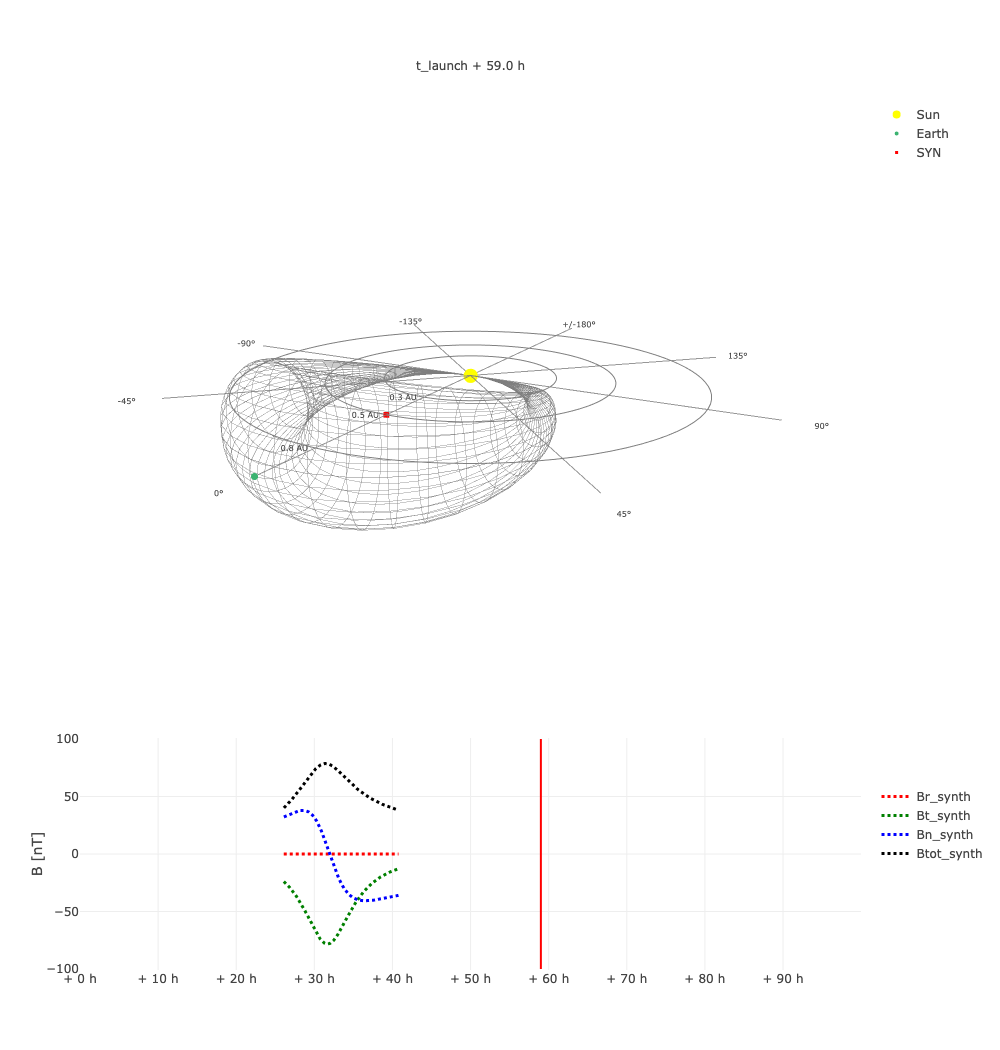 t_launch + 59.0 h
Sun
Earth
SYN
-135°
+/-180°
-90°
135°
-45°
0.3 AU
0.5 AU
90°
0.8 AU
0°
45°
100
50
0
−50
−100
B [nT]
+ 0 h
+ 10 h
+ 20 h
+ 30 h
+ 40 h
+ 50 h
+ 60 h
+ 70 h
+ 80 h
+ 90 h
Br_synth
Bt_synth
Bn_synth
Btot_synth